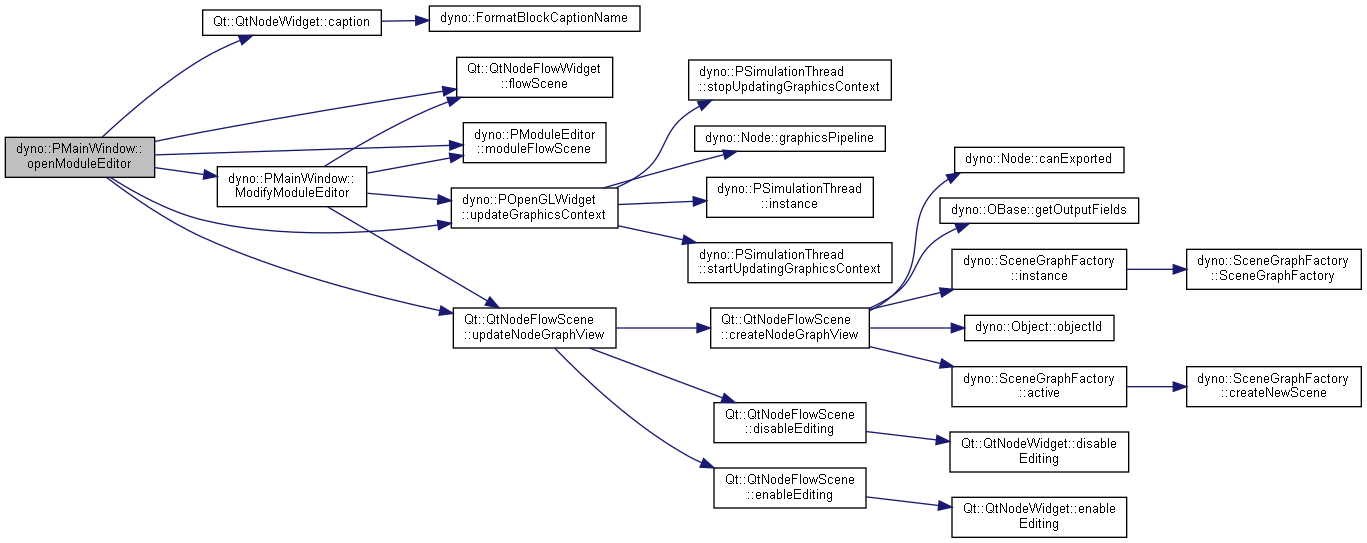 Qt::QtNodeWidget::caption
dyno::FormatBlockCaptionName
Qt::QtNodeFlowWidget
::flowScene
dyno::PSimulationThread
::stopUpdatingGraphicsContext
dyno::PMainWindow::
openModuleEditor
dyno::PModuleEditor
::moduleFlowScene
dyno::Node::graphicsPipeline
dyno::Node::canExported
dyno::PMainWindow::
ModifyModuleEditor
dyno::POpenGLWidget
::updateGraphicsContext
dyno::PSimulationThread
::instance
dyno::OBase::getOutputFields
dyno::PSimulationThread
::startUpdatingGraphicsContext
dyno::SceneGraphFactory
::instance
dyno::SceneGraphFactory
::SceneGraphFactory
Qt::QtNodeFlowScene
::updateNodeGraphView
Qt::QtNodeFlowScene
::createNodeGraphView
dyno::Object::objectId
dyno::SceneGraphFactory
::active
dyno::SceneGraphFactory
::createNewScene
Qt::QtNodeFlowScene
::disableEditing
Qt::QtNodeWidget::disable
Editing
Qt::QtNodeFlowScene
::enableEditing
Qt::QtNodeWidget::enable
Editing